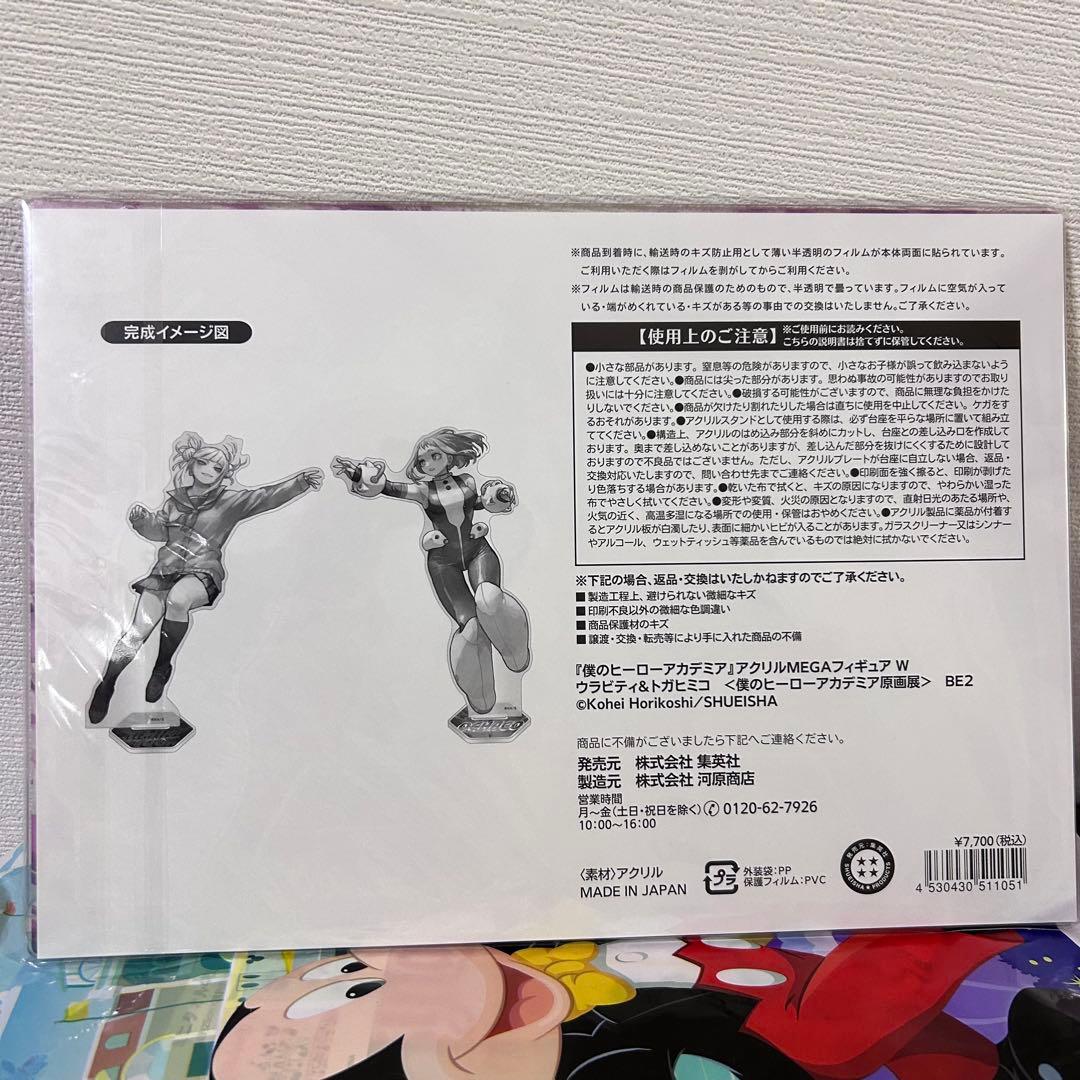 ※商品到着時に、輸送時のキズ防止用として薄い半透明のフィルムが本体両面に貼られています。
ご利用いただく際はフィルムを剥がしてからご利用ください。
※フィルムは輸送時の商品保護のためのもので、半透明で曇っています。フィルムに空気が入って
いる・端がめくれている・キズがある等の事由での交換はいたしません。ご了承ください。
完成イメージ図
【使用上のご注意】※ご使用前にお読みください。
こちらの説明書は捨てずに保管してください。
●小さな部品があります。窒息等の危険がありますので、小さなお子様が誤って飲み込まないよう
に注意してください。●商品には尖った部分があります。思わぬ事故の可能性がありますのでお取り
扱いには十分に注意してください。●破損する可能性がございますので、商品に無理な負担をかけた
りしないでください。●商品が欠けたり割れたりした場合は直ちに使用を中止してください。ケガをす
るおそれがあります。●アクリルスタンドとして使用する際は、必ず台座を平らな場所に置いて組み立
ててください。●構造上、アクリルのはめ込み部分を斜めにカットし、台座との差し込み口を作成して
おります。奥まで差し込めないことがありますが、差し込んだ部分を抜けにくくするために設計して
おりますので不良品ではございません。ただし、アクリルプレートが台座に自立しない場合、返品・
交換対応いたしますので、問い合わせ先までご連絡ください。●印刷面を強く擦ると、印刷が剥げた
り色落ちする場合があります。●乾いた布で拭くと、キズの原因になりますので、やわらかい湿った
布でやさしく拭いてください。●変形や変質、火災の原因となりますので、直射日光のあたる場所や、
火気の近く、高温多湿になる場所での使用・保管はおやめください。●アクリル製品に薬品が付着す
るとアクリル板が白濁したり、表面に細かいヒビが入ることがあります。ガラスクリーナー又はシンナー
やアルコール、ウェットティッシュ等薬品を含んでいるものでは絶対に拭かないでください。
※下記の場合、返品・交換はいたしかねますのでご了承ください。
■製造工程上、避けられない微細なキズ
■印刷不良以外の微細な色調違い
■商品保護材のキズ
■譲渡・交換・転売等により手に入れた商品の不備
『僕のヒーローアカデミア』アクリルMEGAフィギュア W
ウラビティ&トガヒミコ <僕のヒーローアカデミア原画展> BE2
©Kohei Horikoshi/SHUEISHA
商品に不備がございましたら下記へご連絡ください。
発売元 株式会社 集英社
製造元 株式会社 河原商店
営業時間
月〜金(土日・祝日を除く) 0120-62-7926
10:00〜16:00
〈素材〉アクリル
MADE IN JAPAN
プラ
外装袋:PP
保護フィルム:PVC
発売元:集英社
SHUEISHA PRODUCTS
¥7,700(税込)
4 530430 511051